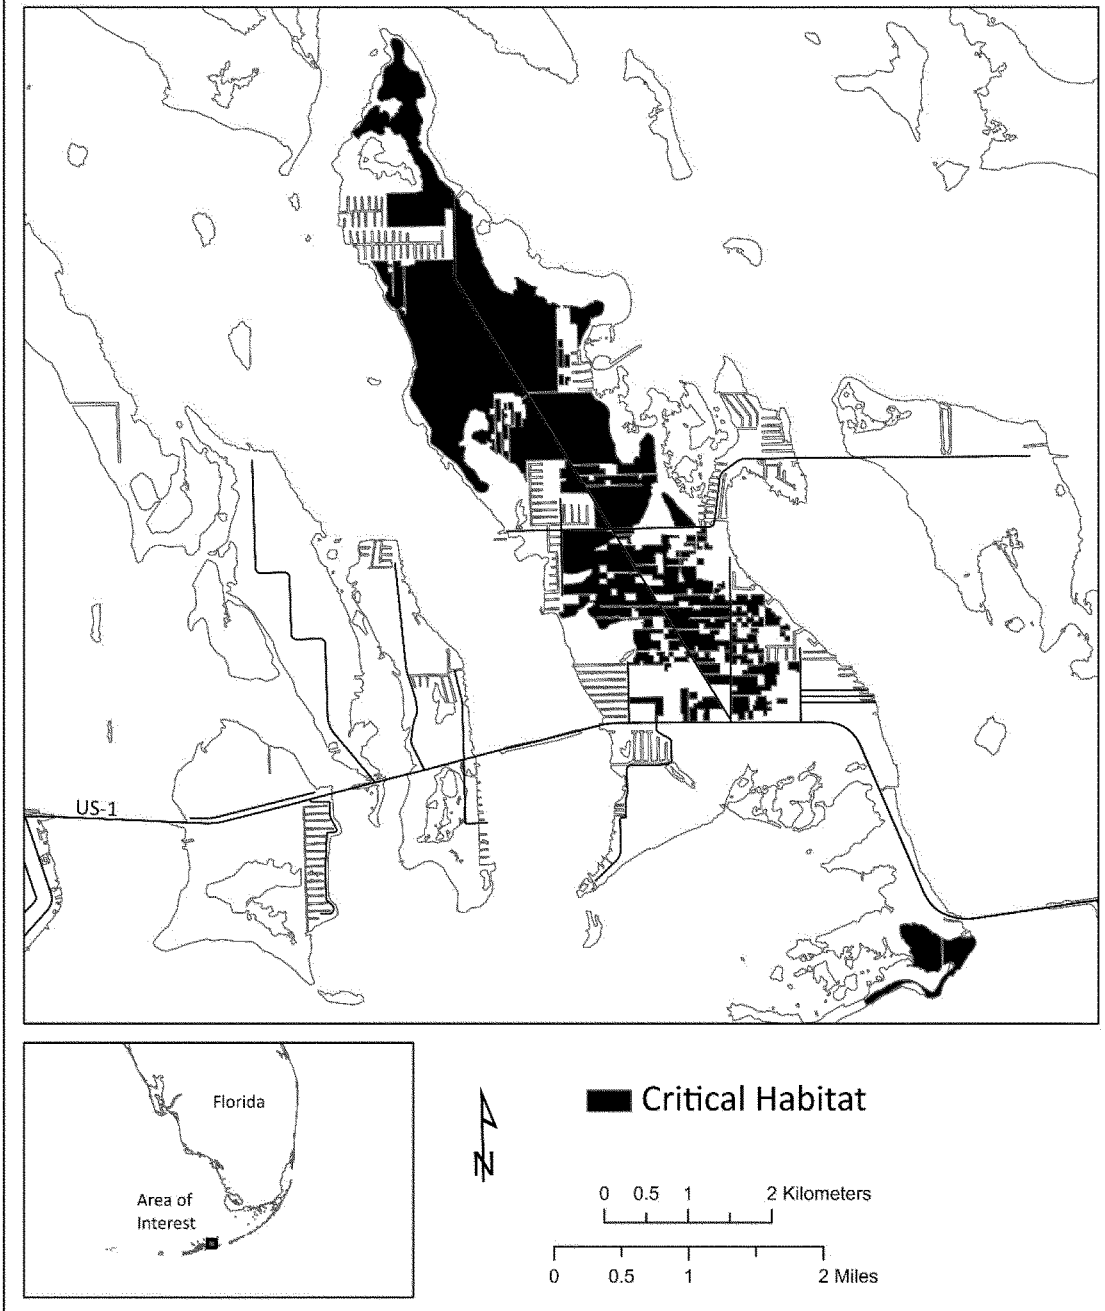 US-1
Florida
Area of
Interest
N
Critical Habitat
0 0.5 1 2 Kilometers
0 0.5 1 2 Miles